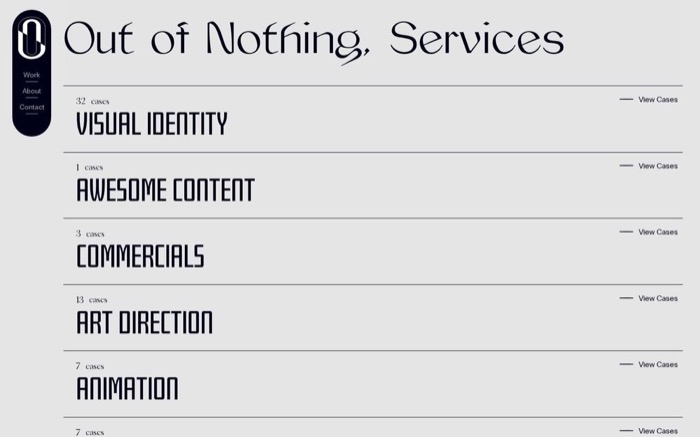 Out of Nothing, Services
Work
About
Contact
32 cases
View Cases
VISUAL IDENTITY
1 cases
View Cases
AWESOME CONTENT
3 cases
View Cases
COMMERCIALS
13 cases
View Cases
ART DIRECTION
7 cases
View Cases
ANIMATION
7 cases
View Cases